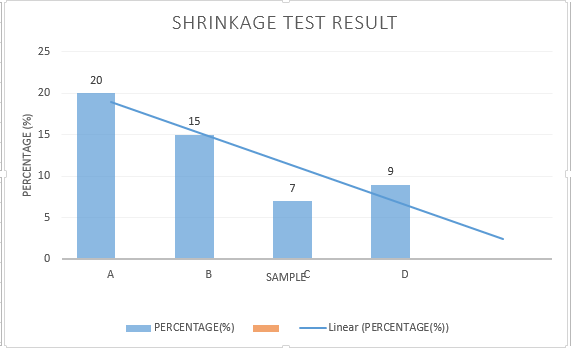 SHRINKAGE TEST RESULT
25
20
15
10
5
0
PERCENTAGE (%)
20
15
7
9
A B C D
SAMPLE
PERCENTAGE(%) Linear (PERCENTAGE(%))